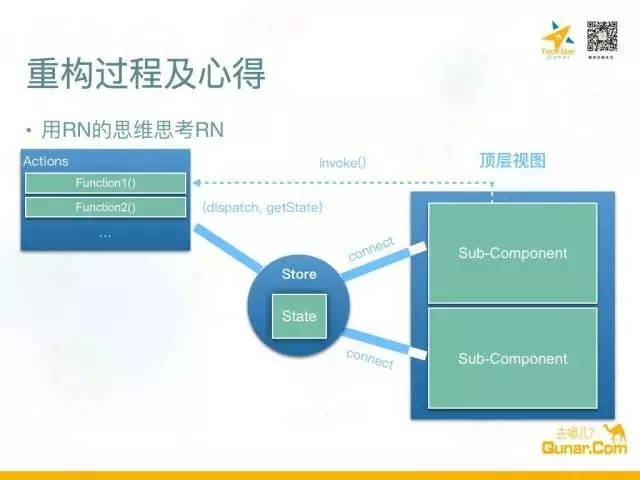 Tech Star
Qunar
重构过程及心得
• 用RN的思维思考RN
Actions
Function1()
Function2()
...
invoke()
(dispatch, getState)
顶层视图
Store
State
connect
connect
Sub-Component
Sub-Component
去哪儿?
Qunar.Com